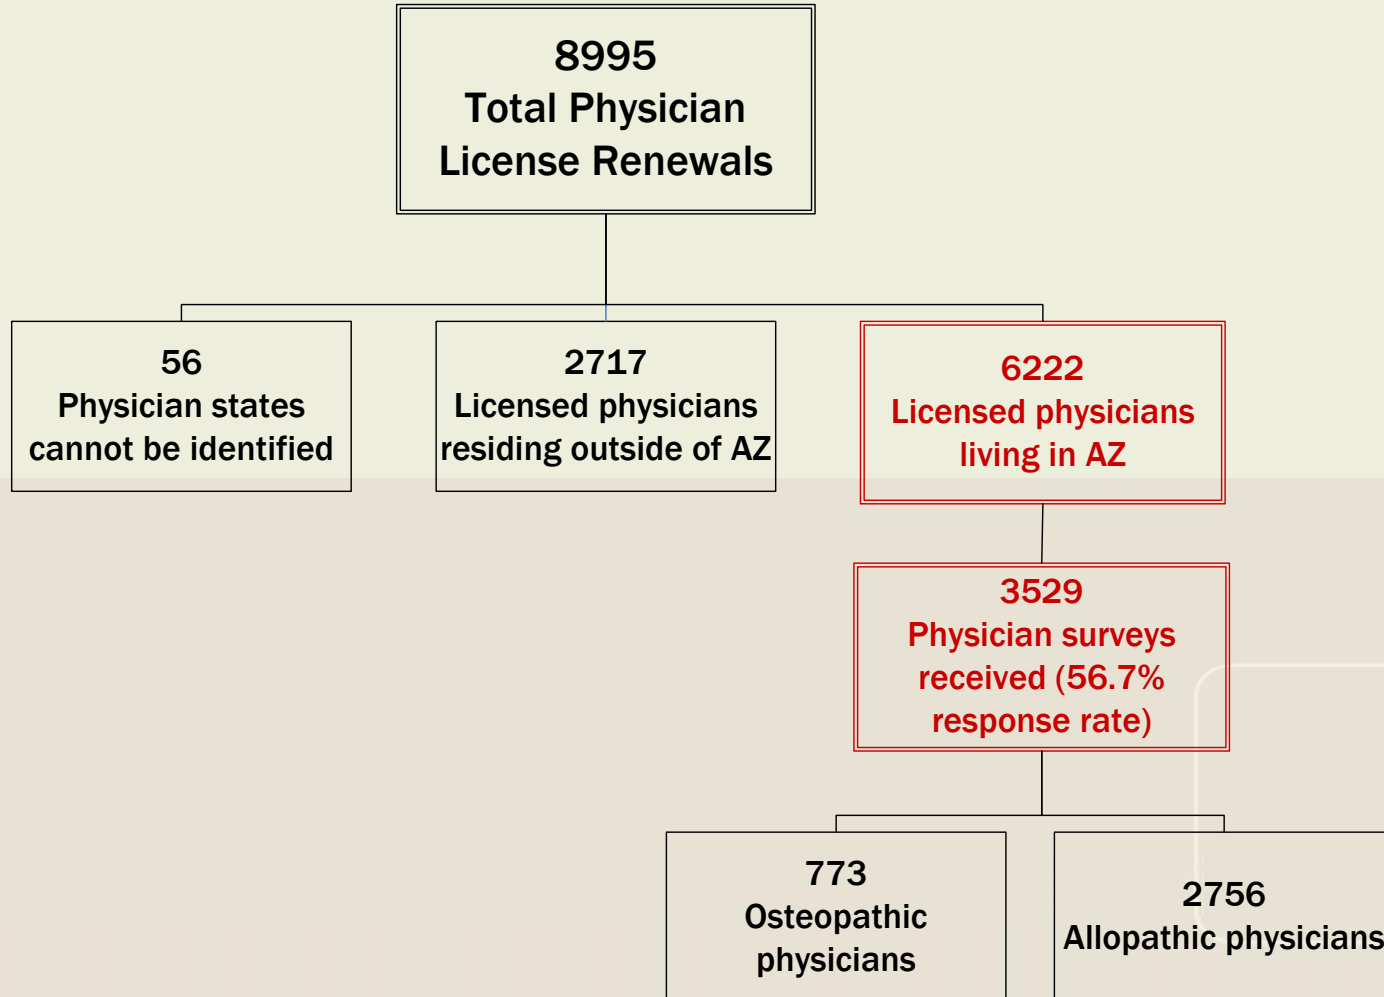 8995
Total Physician
License Renewals
56
Physician states
cannot be identified
2717
Licensed physicians
residing outside of AZ
6222
Licensed physicians
living in AZ
3529
Physician surveys
received (56.7%
response rate)
773
Osteopathic
physicians
2756
Allopathic physicians